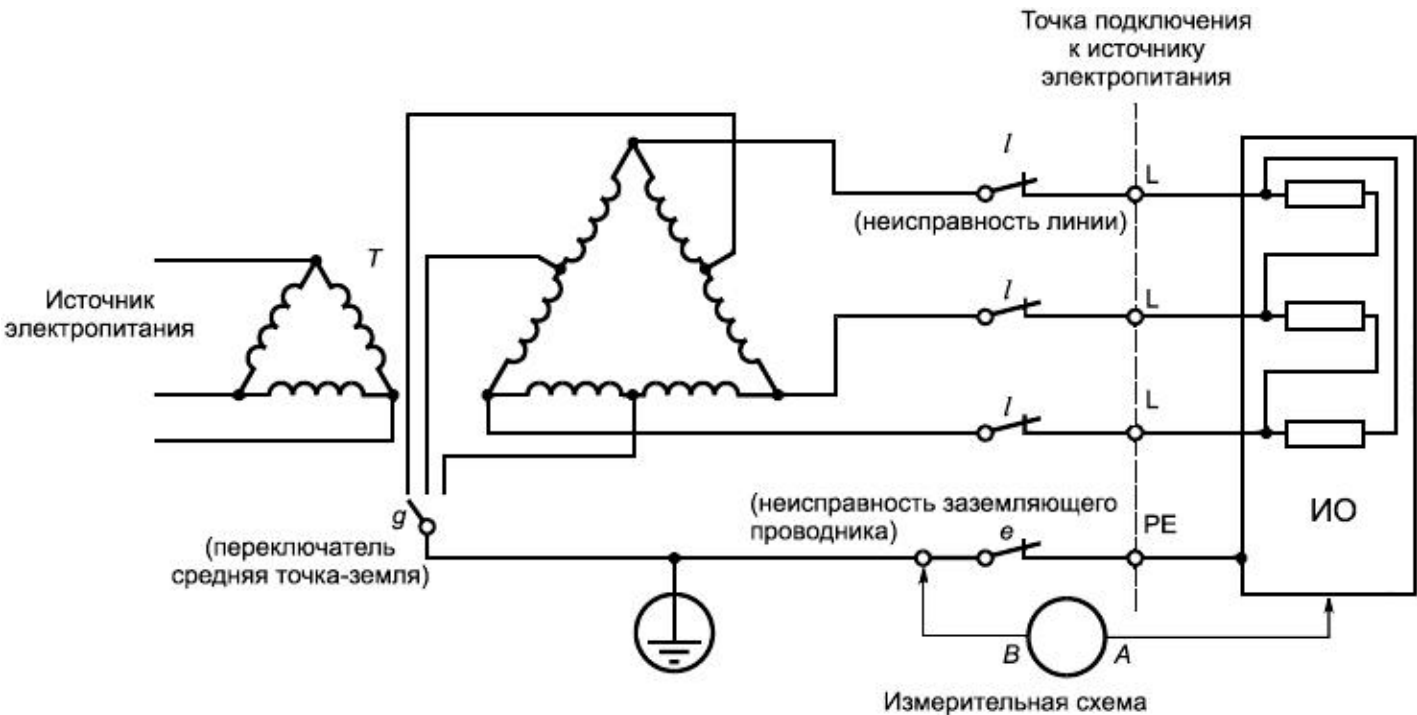 Точка подключения
к источнику
электропитания
l
L
(неисправность линии)
T
Источник
электропитания
l
L
l
L
(неисправность заземляющего
проводника)
e
PE
ИО
g
(переключатель
средняя точка-земля)
B
A
Измерительная схема